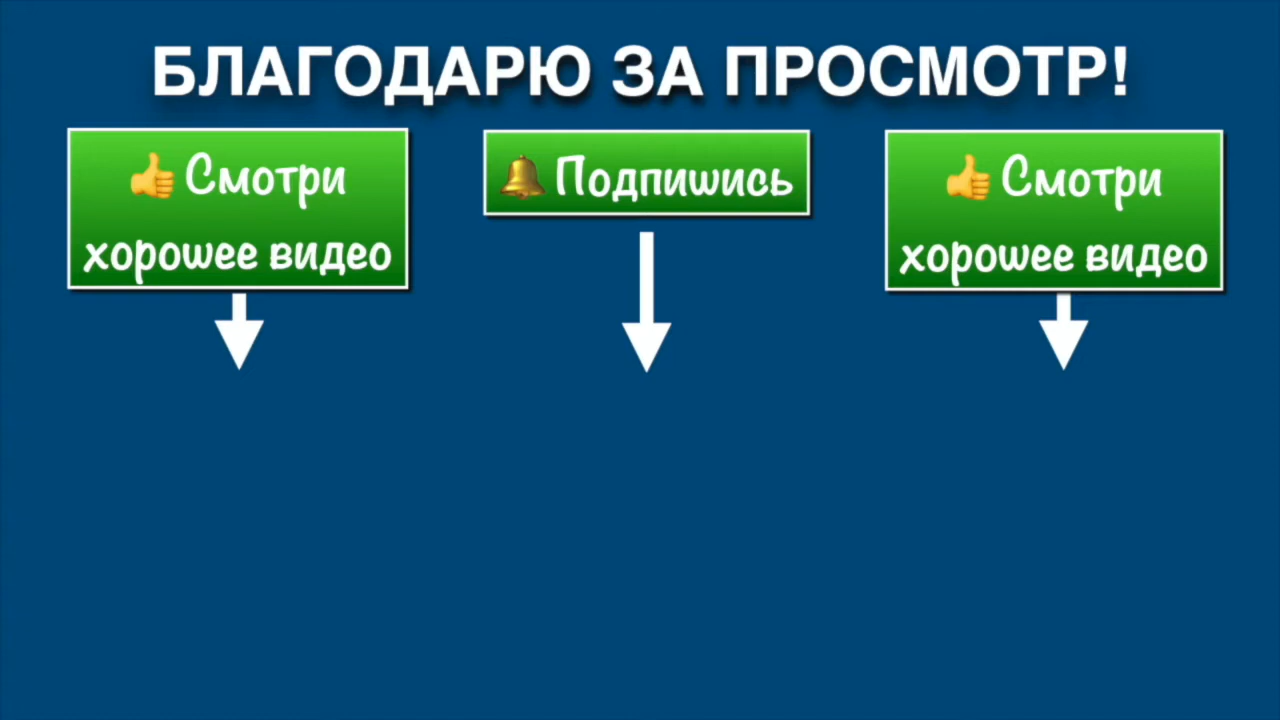 БЛАГОДАРЮ ЗА ПРОСМОТР!
👍 Смотри
хорошее видео
🔔 Подпишись
👍 Смотри
хорошее видео